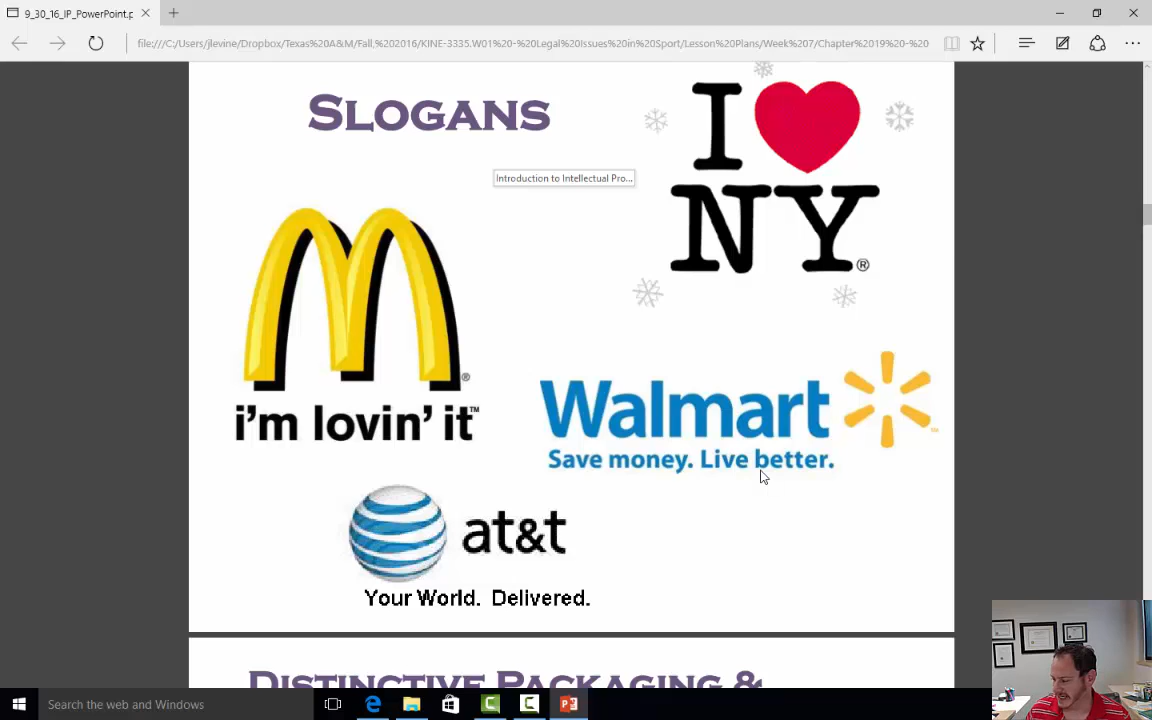 9_30_16_IP_PowerPoint.p
file:///C:/Users/jlevine/Dropbox/Texas%20A&M/Fall,%202016/KINE-3335.W01%20-%20Legal%20Issues%20in%20Sport/Lesson%20Plans/Week%207/Chapter%2019%20-%20
SLOGANS
I
NY®
Introduction to Intellectual Pro...
®
i'm lovin' it™
Walmart
Save money. Live better.
at&t
Your World. Delivered.
DISTINCTIVE PACKAGING &
Search the web and Windows